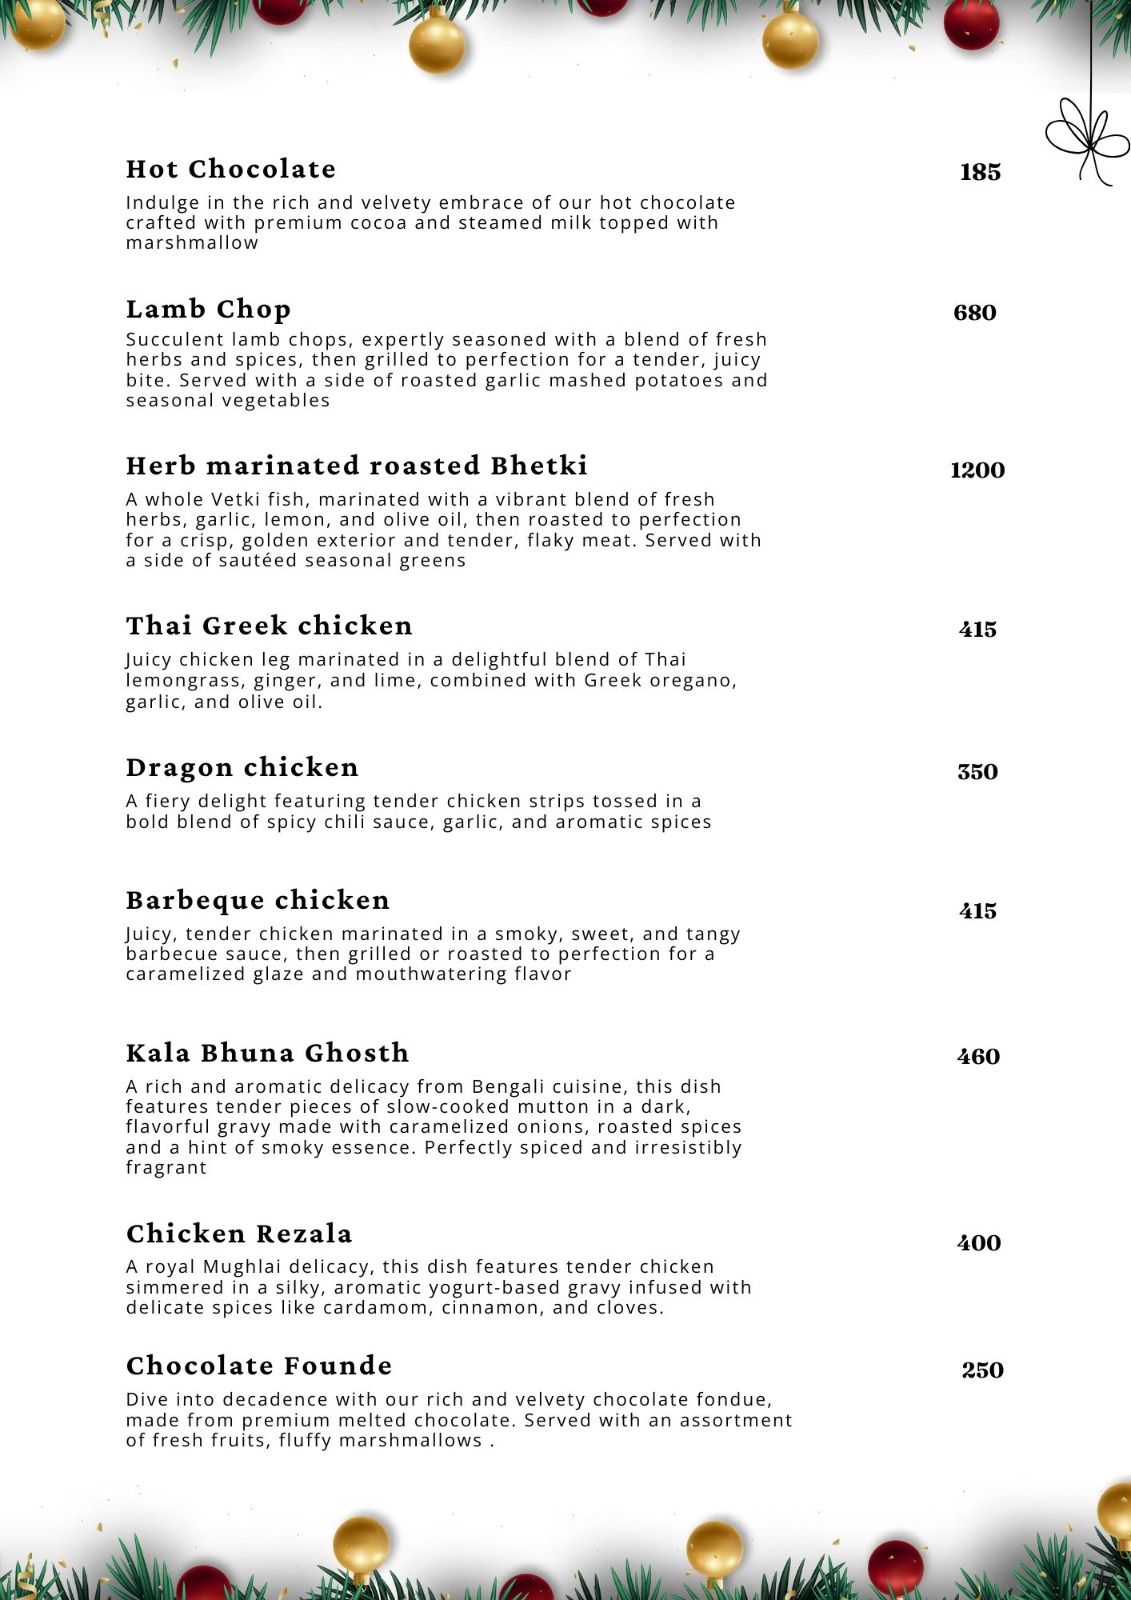 Hot Chocolate 185
Indulge in the rich and velvety embrace of our hot chocolate
crafted with premium cocoa and steamed milk topped with
marshmallow
Lamb Chop 680
Succulent lamb chops, expertly seasoned with a blend of fresh
herbs and spices, then grilled to perfection for a tender, juicy
bite. Served with a side of roasted garlic mashed potatoes and
seasonal vegetables
Herb marinated roasted Bhetki 1200
A whole Vetki fish, marinated with a vibrant blend of fresh
herbs, garlic, lemon, and olive oil, then roasted to perfection
for a crisp, golden exterior and tender, flaky meat. Served with
a side of sautéed seasonal greens
Thai Greek chicken 415
Juicy chicken leg marinated in a delightful blend of Thai
lemongrass, ginger, and lime, combined with Greek oregano,
garlic, and olive oil.
Dragon chicken 350
A fiery delight featuring tender chicken strips tossed in a
bold blend of spicy chili sauce, garlic, and aromatic spices
Barbeque chicken 415
Juicy, tender chicken marinated in a smoky, sweet, and tangy
barbecue sauce, then grilled or roasted to perfection for a
caramelized glaze and mouthwatering flavor
Kala Bhuna Ghosth 460
A rich and aromatic delicacy from Bengali cuisine, this dish
features tender pieces of slow-cooked mutton in a dark,
flavorful gravy made with caramelized onions, roasted spices
and a hint of smoky essence. Perfectly spiced and irresistibly
fragrant
Chicken Rezala 400
A royal Mughlai delicacy, this dish features tender chicken
simmered in a silky, aromatic yogurt-based gravy infused with
delicate spices like cardamom, cinnamon, and cloves.
Chocolate Founde 250
Dive into decadence with our rich and velvety chocolate fondue,
made from premium melted chocolate. Served with an assortment
of fresh fruits, fluffy marshmallows .